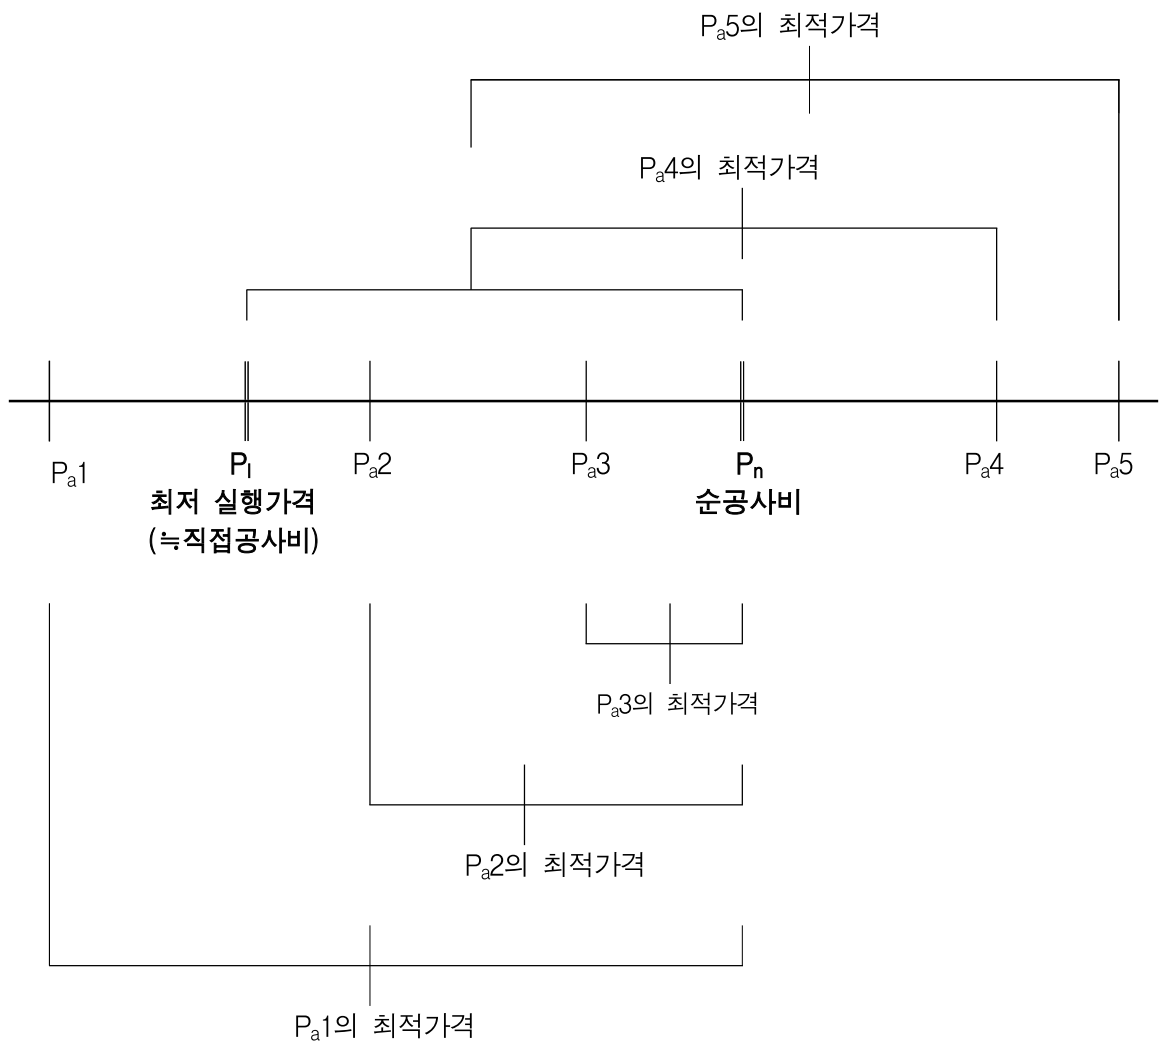 Pa5의 최적가격
Pa4의 최적가격
Pa1
Pl
Pa2
Pa3
Pn
Pa4
Pa5
최저 실행가격
(≒직접공사비)
순공사비
Pa3의 최적가격
Pa2의 최적가격
Pa1의 최적가격